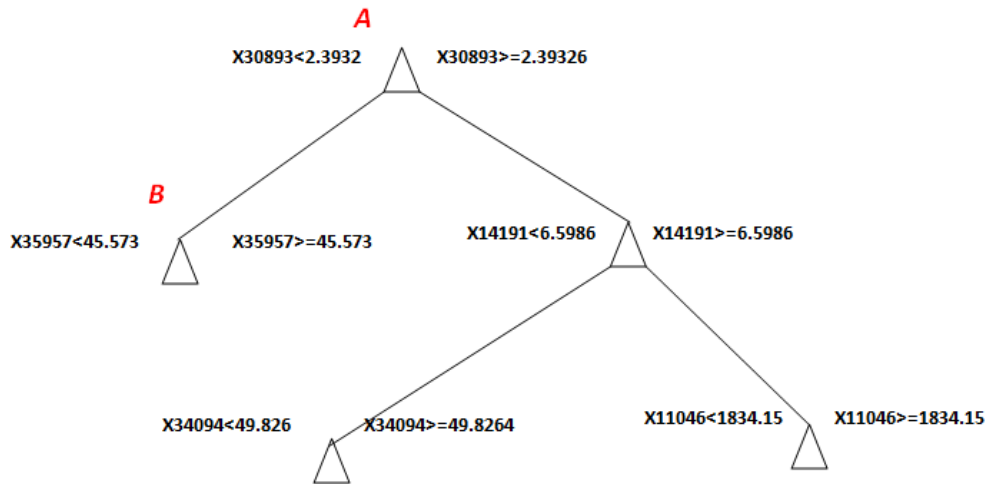 A
X30893<2.3932
X30893>=2.39326
B
X35957<45.573
X35957>=45.573
X14191<6.5986
X14191>=6.5986
X34094<49.826
X34094>=49.8264
X11046<1834.15
X11046>=1834.15